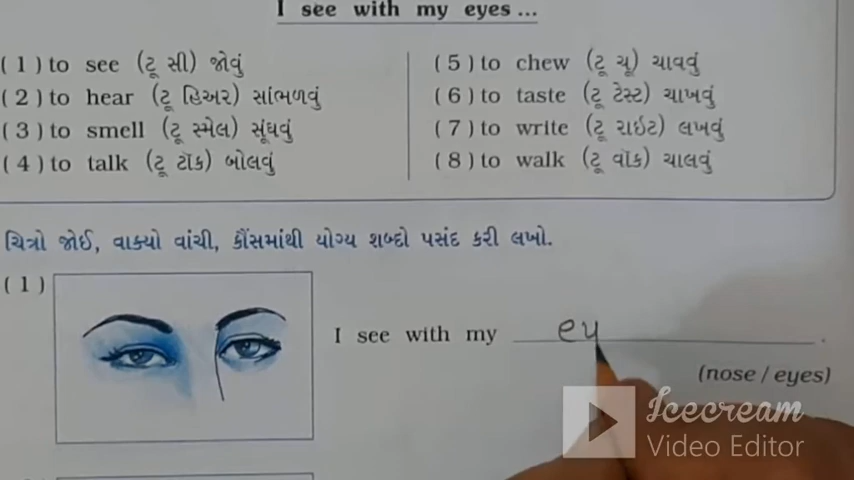 I see with my eyes ...
(1) to see (ટૂ સી) જોવું
(2) to hear (ટૂ હિઅર) સાંભળવું
(3) to smell (ટૂ સ્મેલ) સૂંઘવું
(4) to talk (ટૂ ટૉક) બોલવું
(5) to chew (ટૂ ચૂ) ચાવવું
(6) to taste (ટૂ ટેસ્ટ) ચાખવું
(7) to write (ટૂ રાઇટ) લખવું
(8) to walk (ટૂ વૉક) ચાલવું
ચિત્રો જોઈ, વાક્યો વાંચી, કૌંસમાંથી યોગ્ય શબ્દો પસંદ કરી લખો.
(1)
I see with my ey .
(nose / eyes)
Icecream
Video Editor